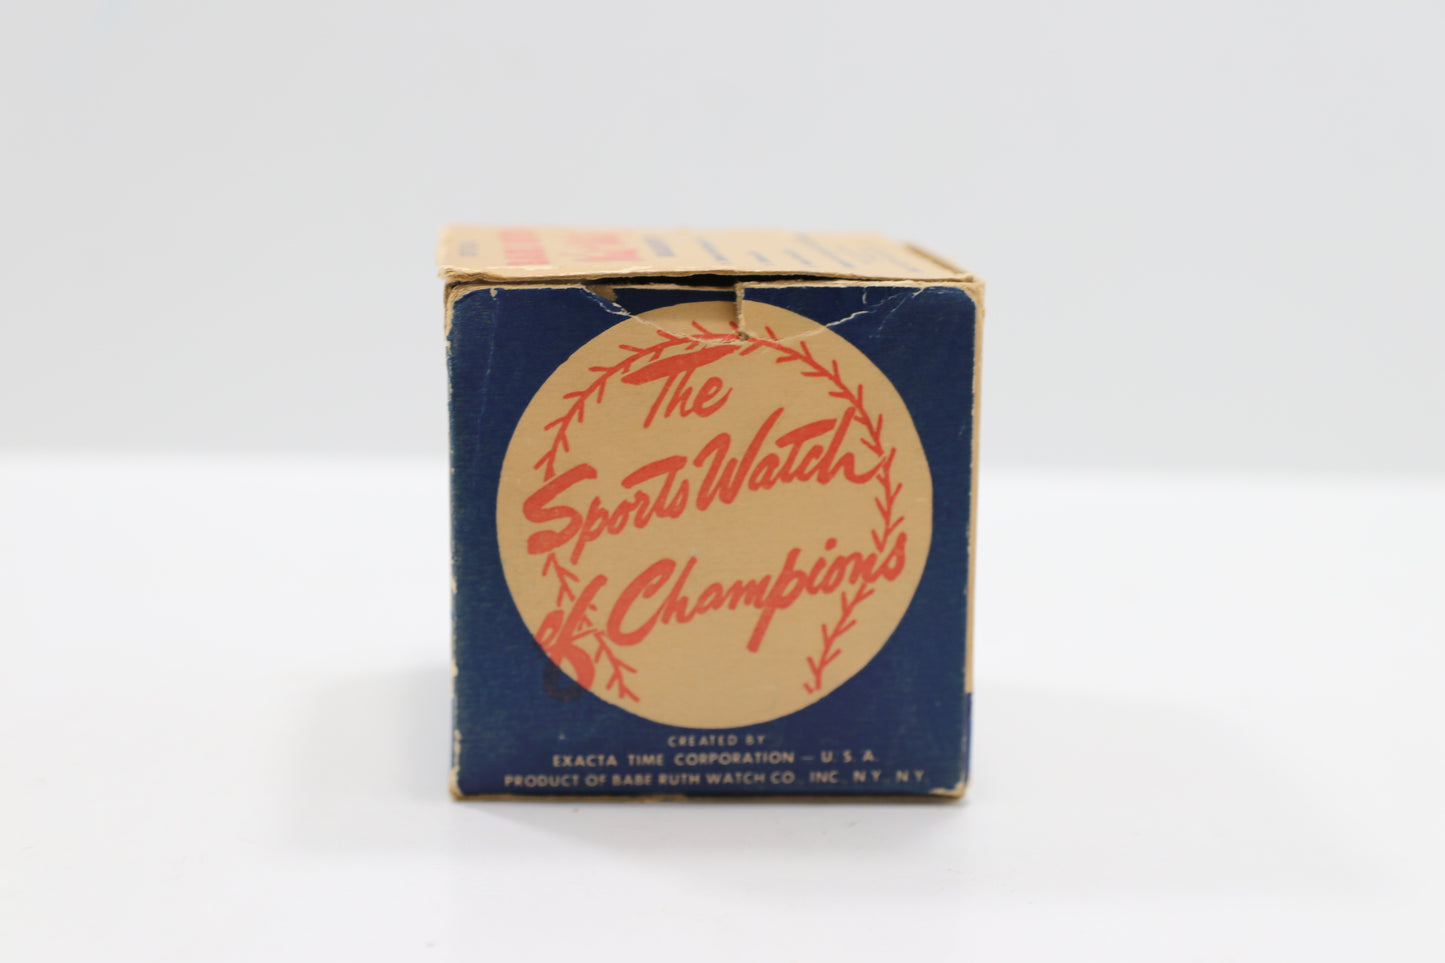 The
Sports Watch
of Champions
CREATED BY
EXACTA TIME CORPORATION — U. S. A.
PRODUCT OF BABE RUTH WATCH CO., INC. N.Y., N.Y.